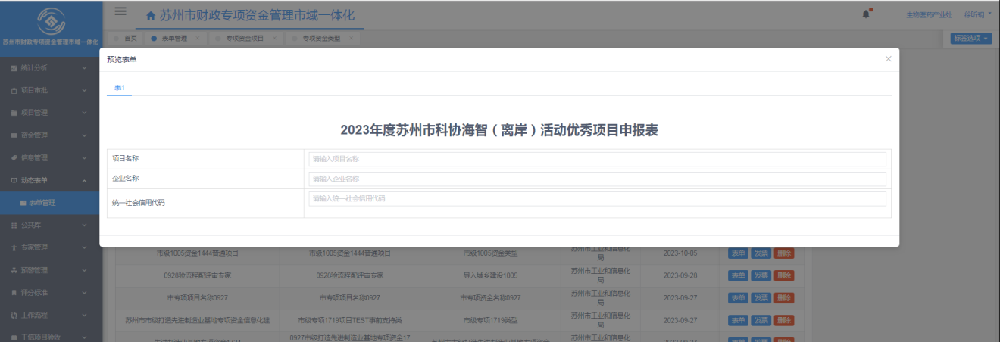 苏州市财政专项资金管理市域一体化
生物医药产业处 徐昕明
苏州市财政专项资金管理市域一体化
首页 表单管理 × 专项资金项目 × 专项资金类型 × 标签选项
预览表单 ×
表1
2023年度苏州市科协海智（离岸）活动优秀项目申报表
项目名称 请输入项目名称
企业名称 请输入企业名称
统一社会信用代码 请输入统一社会信用代码
统计分析
项目审批
项目管理
资金管理
信息管理
动态表单
表单管理
公共库
专家管理
预警管理
评分标准
工作流程
工信项目验收
市级1005资金1444普通项目 市级1005资金1444普通项目 市级1005资金类型 苏州市工业和信息化局 2023-10-05 表单 发票 删除
0928验流程配评审专家 0928验流程配评审专家 导入城乡建设1005 苏州市工业和信息化局 2023-09-28 表单 发票 删除
市专项项目名称0927 市专项项目名称0927 市专项资金名称0927 苏州市工业和信息化局 2023-09-27 表单 发票 删除
苏州市市级打造先进制造业基地专项资金信息化建 市级专项1719项目TEST事前支持类 市级专项1719类型 苏州市工业和信息化局 2023-09-27 表单 发票 删除
0927市级打造先进制造业基地专项资金17 苏州市工业和信息化